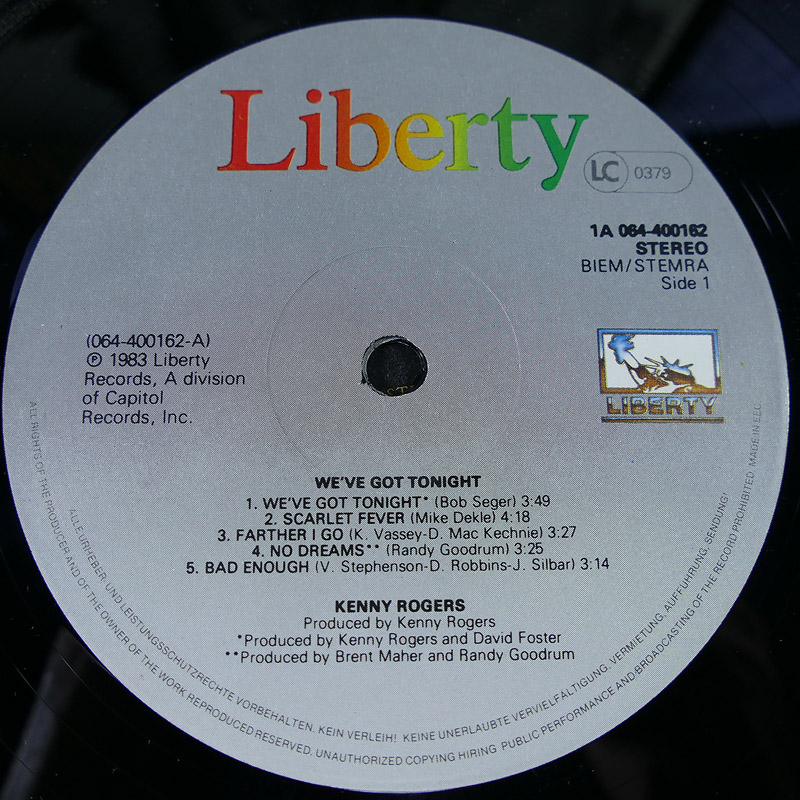 Liberty
LC 0379
1A 064-400162
STEREO
BIEM/STEMRA
Side 1
(064-400162-A)
℗ 1983 Liberty
Records, A division
of Capitol
Records, Inc.
LIBERTY
WE'VE GOT TONIGHT
1. WE'VE GOT TONIGHT* (Bob Seger) 3:49
2. SCARLET FEVER (Mike Dekle) 4:18
3. FARTHER I GO (K. Vassey-D. Mac Kechnie) 3:27
4. NO DREAMS** (Randy Goodrum) 3:25
5. BAD ENOUGH (V. Stephenson-D. Robbins-J. Silbar) 3:14
KENNY ROGERS
Produced by Kenny Rogers
*Produced by Kenny Rogers and David Foster
**Produced by Brent Maher and Randy Goodrum
ALLE URHEBER- UND LEISTUNGSSCHUTZRECHTE VORBEHALTEN. KEIN VERLEIH! KEINE UNERLAUBTE VERVIELFÄLTIGUNG, VERMIETUNG, AUFFÜHRUNG, SENDUNG!
ALL RIGHTS OF THE PRODUCER AND OF THE OWNER OF THE WORK REPRODUCED RESERVED. UNAUTHORIZED COPYING HIRING PUBLIC PERFORMANCE AND BROADCASTING OF THE RECORD PROHIBITED. MADE IN EEC